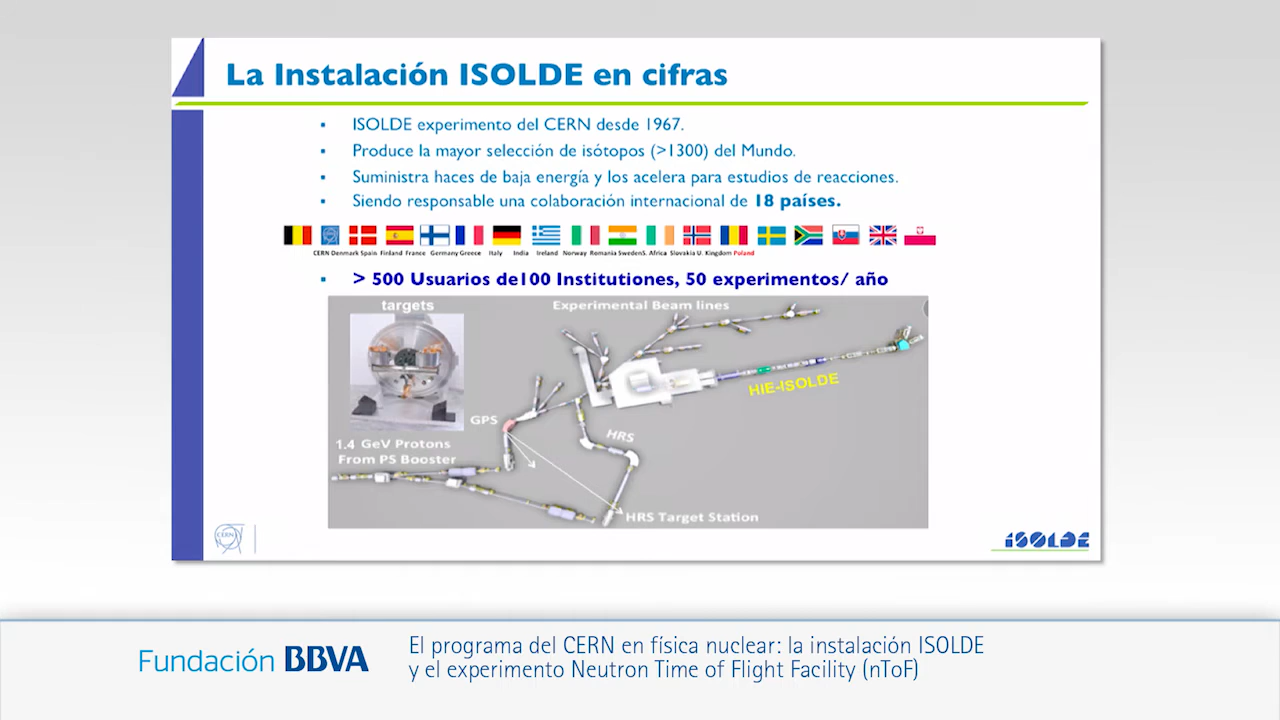 La Instalación ISOLDE en cifras
ISOLDE experimento del CERN desde 1967.
Produce la mayor selección de isótopos (>1300) del Mundo.
Suministra haces de baja energía y los acelera para estudios de reacciones.
Siendo responsable una colaboración internacional de 18 países.
CERN Denmark Spain Finland France Germany Greece Italy India Ireland Norway Romania Sweden S. Africa Slovakia U. Kingdom Poland
> 500 Usuarios de100 Institutiones, 50 experimentos/ año
targets
Experimental Beam lines
HIE-ISOLDE
GPS
HRS
1.4 GeV Protons
From PS Booster
HRS Target Station
CERN
ISOLDE
Fundación BBVA
El programa del CERN en física nuclear: la instalación ISOLDE
y el experimento Neutron Time of Flight Facility (nToF)